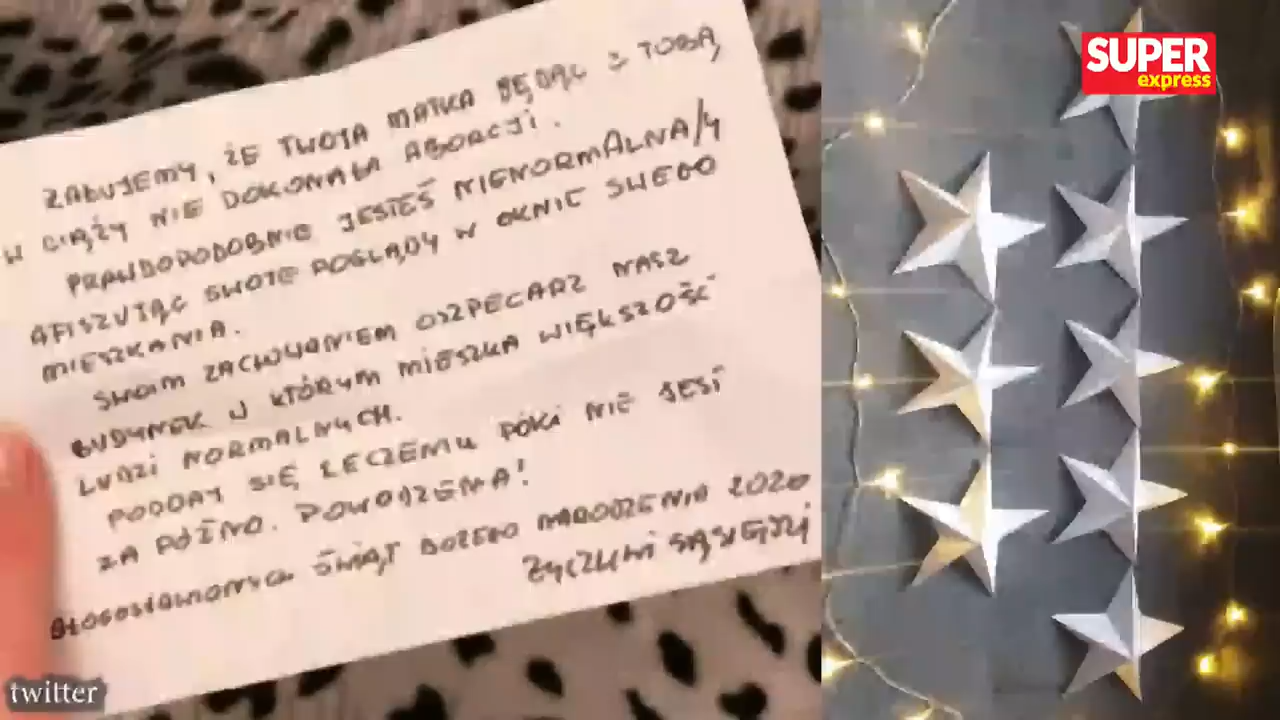 ŻAŁUJEMY, ŻE TWOJA MATKA BĘDĄC Z TOBĄ
W CIĄŻY NIE DOKONAŁA ABORCJI.
PRAWDOPODOBNIE JESTEŚ NIENORMALNA/Y
AFISZUJĄC SWOJE POGLĄDY W OKNIE SWEGO
MIESZKANIA.
SWOIM ZACHOWANIEM OSZPECASZ NASZ
BUDYNEK W KTÓRYM MIESZKA WIĘKSZOŚĆ
LUDZI NORMALNYCH.
PODDAJ SIĘ LECZENIU PÓKI NIE JEST
ZA PÓŹNO. POWODZENIA!
BŁOGOSŁAWIONYCH ŚWIĄT BOŻEGO NARODZENIA 2020
ŻYCZLIWI SĄSIEDZI
SUPER
express
twitter